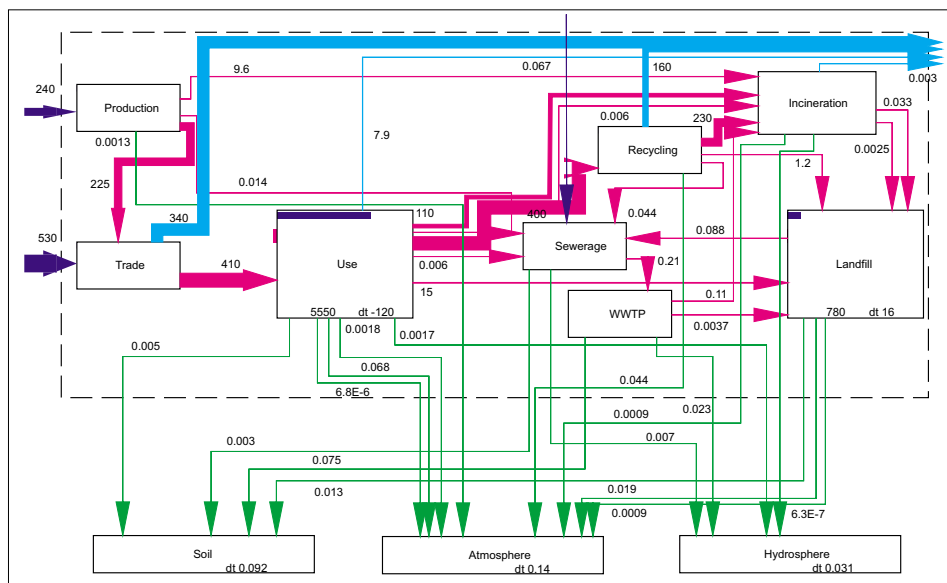 240
9.6
0.067
160
0.003
Production
Incineration
0.033
0.006
230
0.0013
Recycling
0.0025
7.9
1.2
225
0.014
340
110
400
0.044
530
Trade
410
Use
Sewerage
0.088
Landfill
0.006
0.21
15
0.11
WWTP
5550 dt -120
780 dt 16
0.0018
0.0017
0.0037
0.005
0.068
6.8E-6
0.044
0.0009
0.023
0.003
0.007
0.075
0.013
0.019
0.0009
6.3E-7
Soil
dt 0.092
Atmosphere
dt 0.14
Hydrosphere
dt 0.031